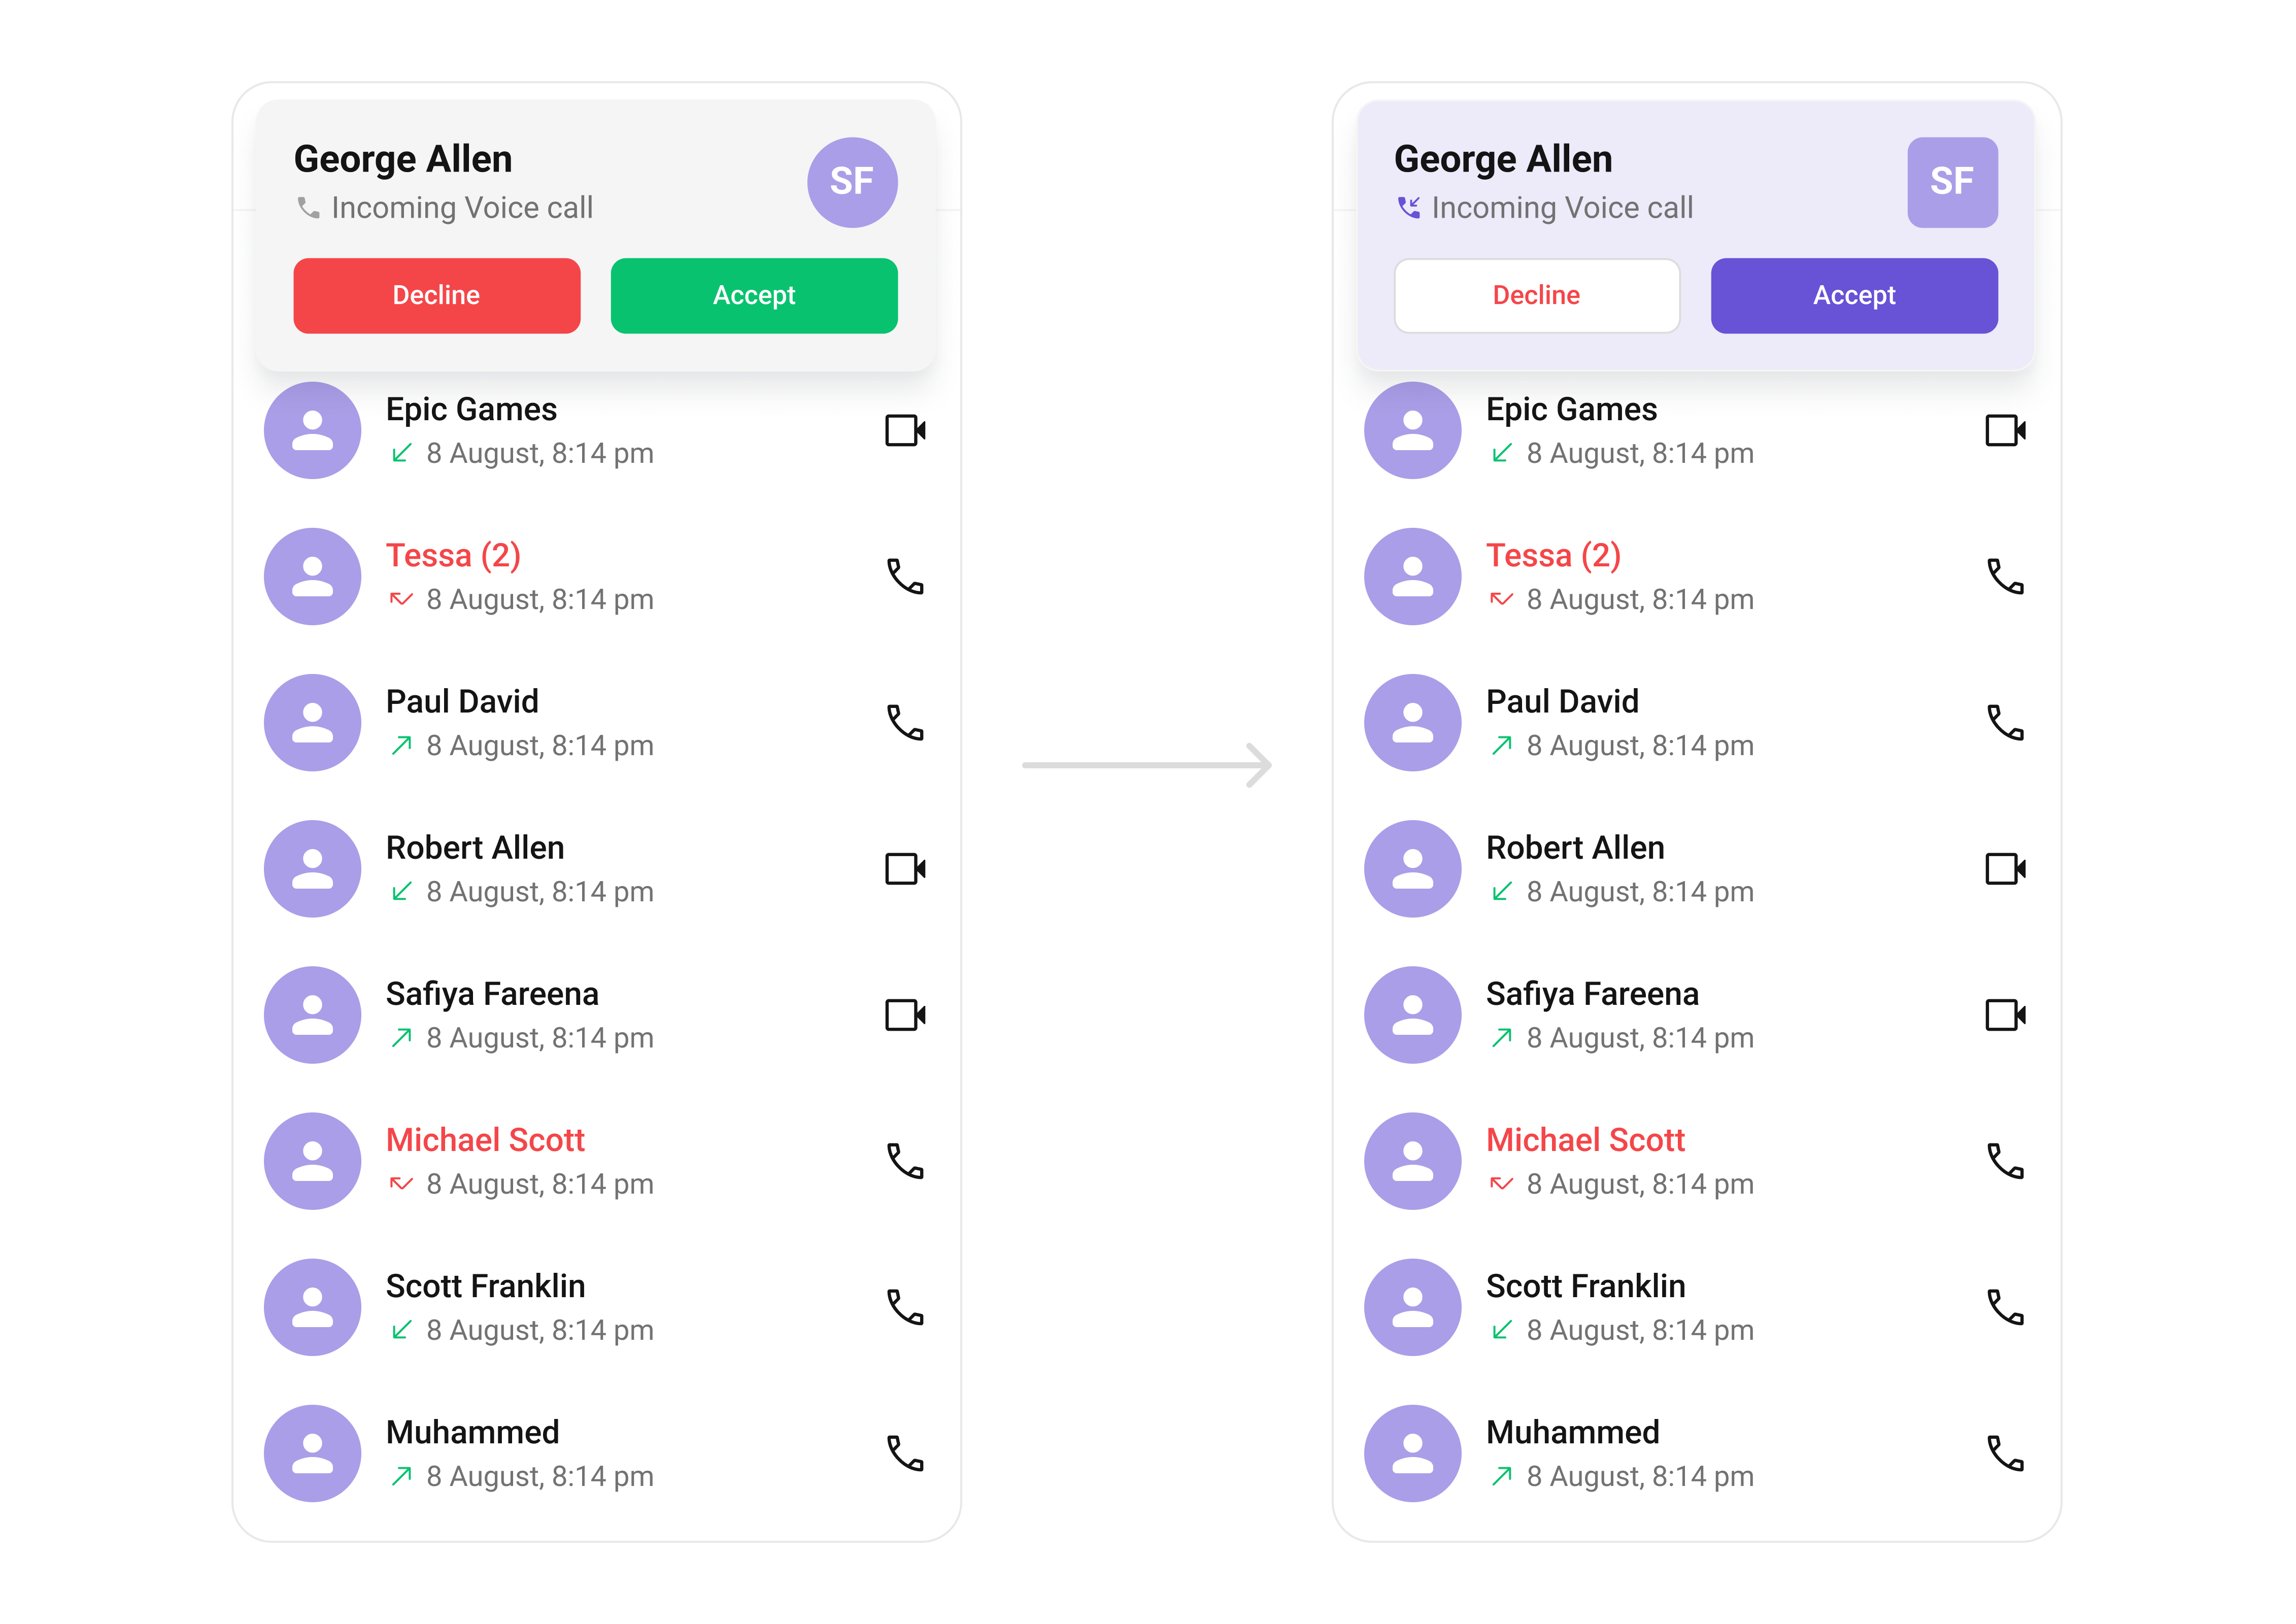 George Allen
SF
Incoming Voice call
Decline
Accept
Epic Games
8 August, 8:14 pm
Tessa (2)
8 August, 8:14 pm
Paul David
8 August, 8:14 pm
Robert Allen
8 August, 8:14 pm
Safiya Fareena
8 August, 8:14 pm
Michael Scott
8 August, 8:14 pm
Scott Franklin
8 August, 8:14 pm
Muhammed
8 August, 8:14 pm
George Allen
SF
Incoming Voice call
Decline
Accept
Epic Games
8 August, 8:14 pm
Tessa (2)
8 August, 8:14 pm
Paul David
8 August, 8:14 pm
Robert Allen
8 August, 8:14 pm
Safiya Fareena
8 August, 8:14 pm
Michael Scott
8 August, 8:14 pm
Scott Franklin
8 August, 8:14 pm
Muhammed
8 August, 8:14 pm